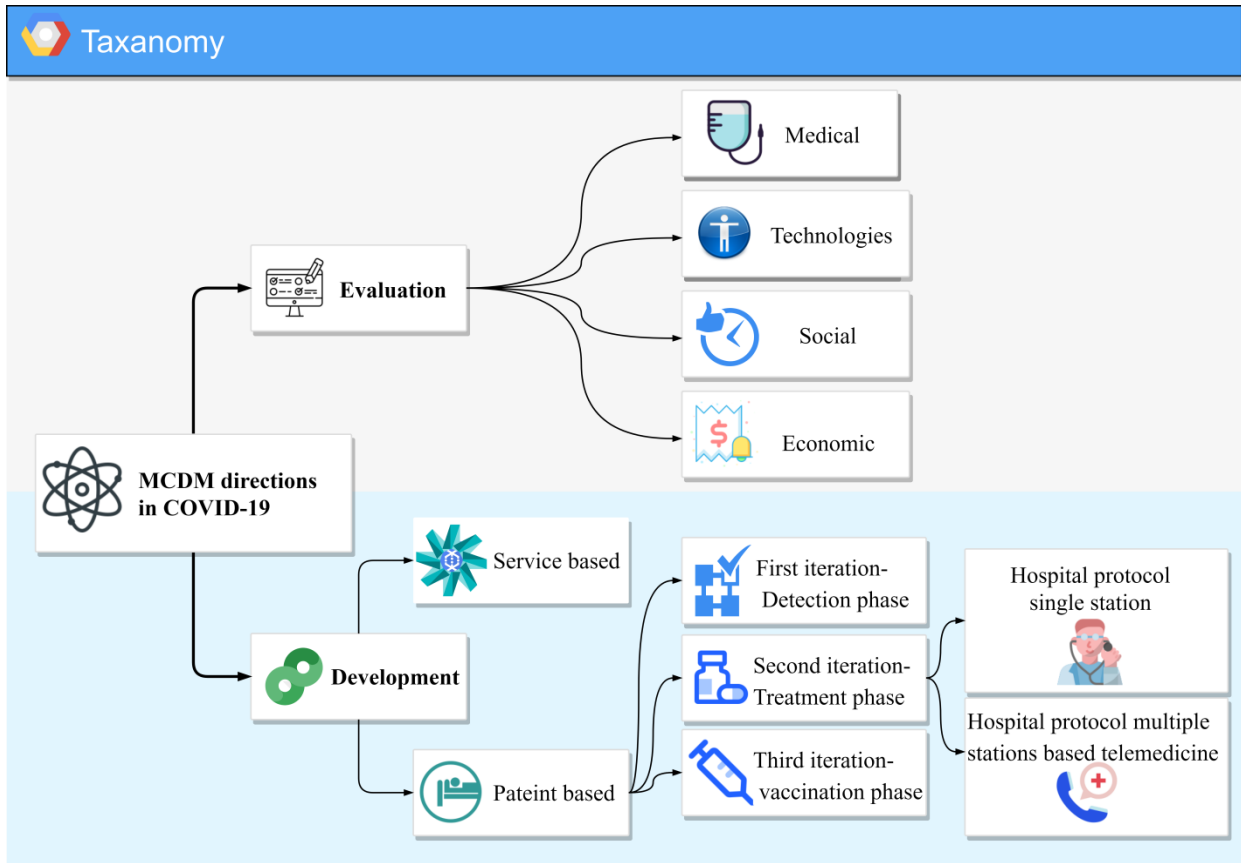 Taxanomy
Medical
Technologies
Evaluation
Social
Economic
MCDM directions
in COVID-19
Service based
Development
Pateint based
First iteration-
Detection phase
Second iteration-
Treatment phase
Third iteration-
vaccination phase
Hospital protocol
single station
Hospital protocol multiple
stations based telemedicine